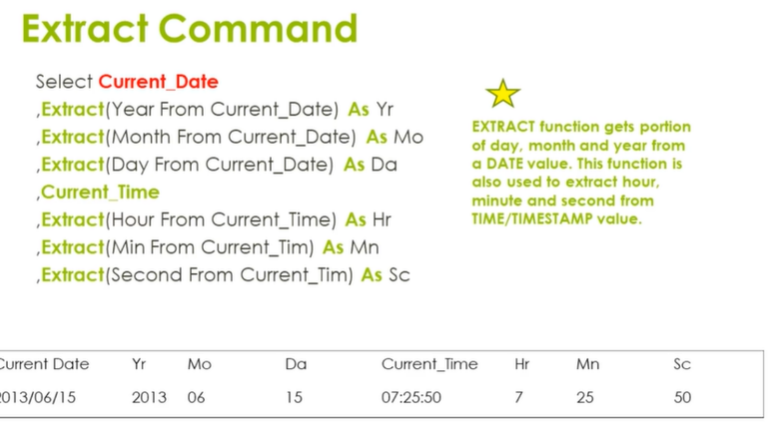 Extract Command
Select Current_Date
,Extract(Year From Current_Date) As Yr
,Extract(Month From Current_Date) As Mo
,Extract(Day From Current_Date) As Da
,Current_Time
,Extract(Hour From Current_Time) As Hr
,Extract(Min From Current_Tim) As Mn
,Extract(Second From Current_Tim) As Sc
EXTRACT function gets portion
of day, month and year from
a DATE value. This function is
also used to extract hour,
minute and second from
TIME/TIMESTAMP value.
Current Date Yr Mo Da Current_Time Hr Mn Sc
2013/06/15 2013 06 15 07:25:50 7 25 50